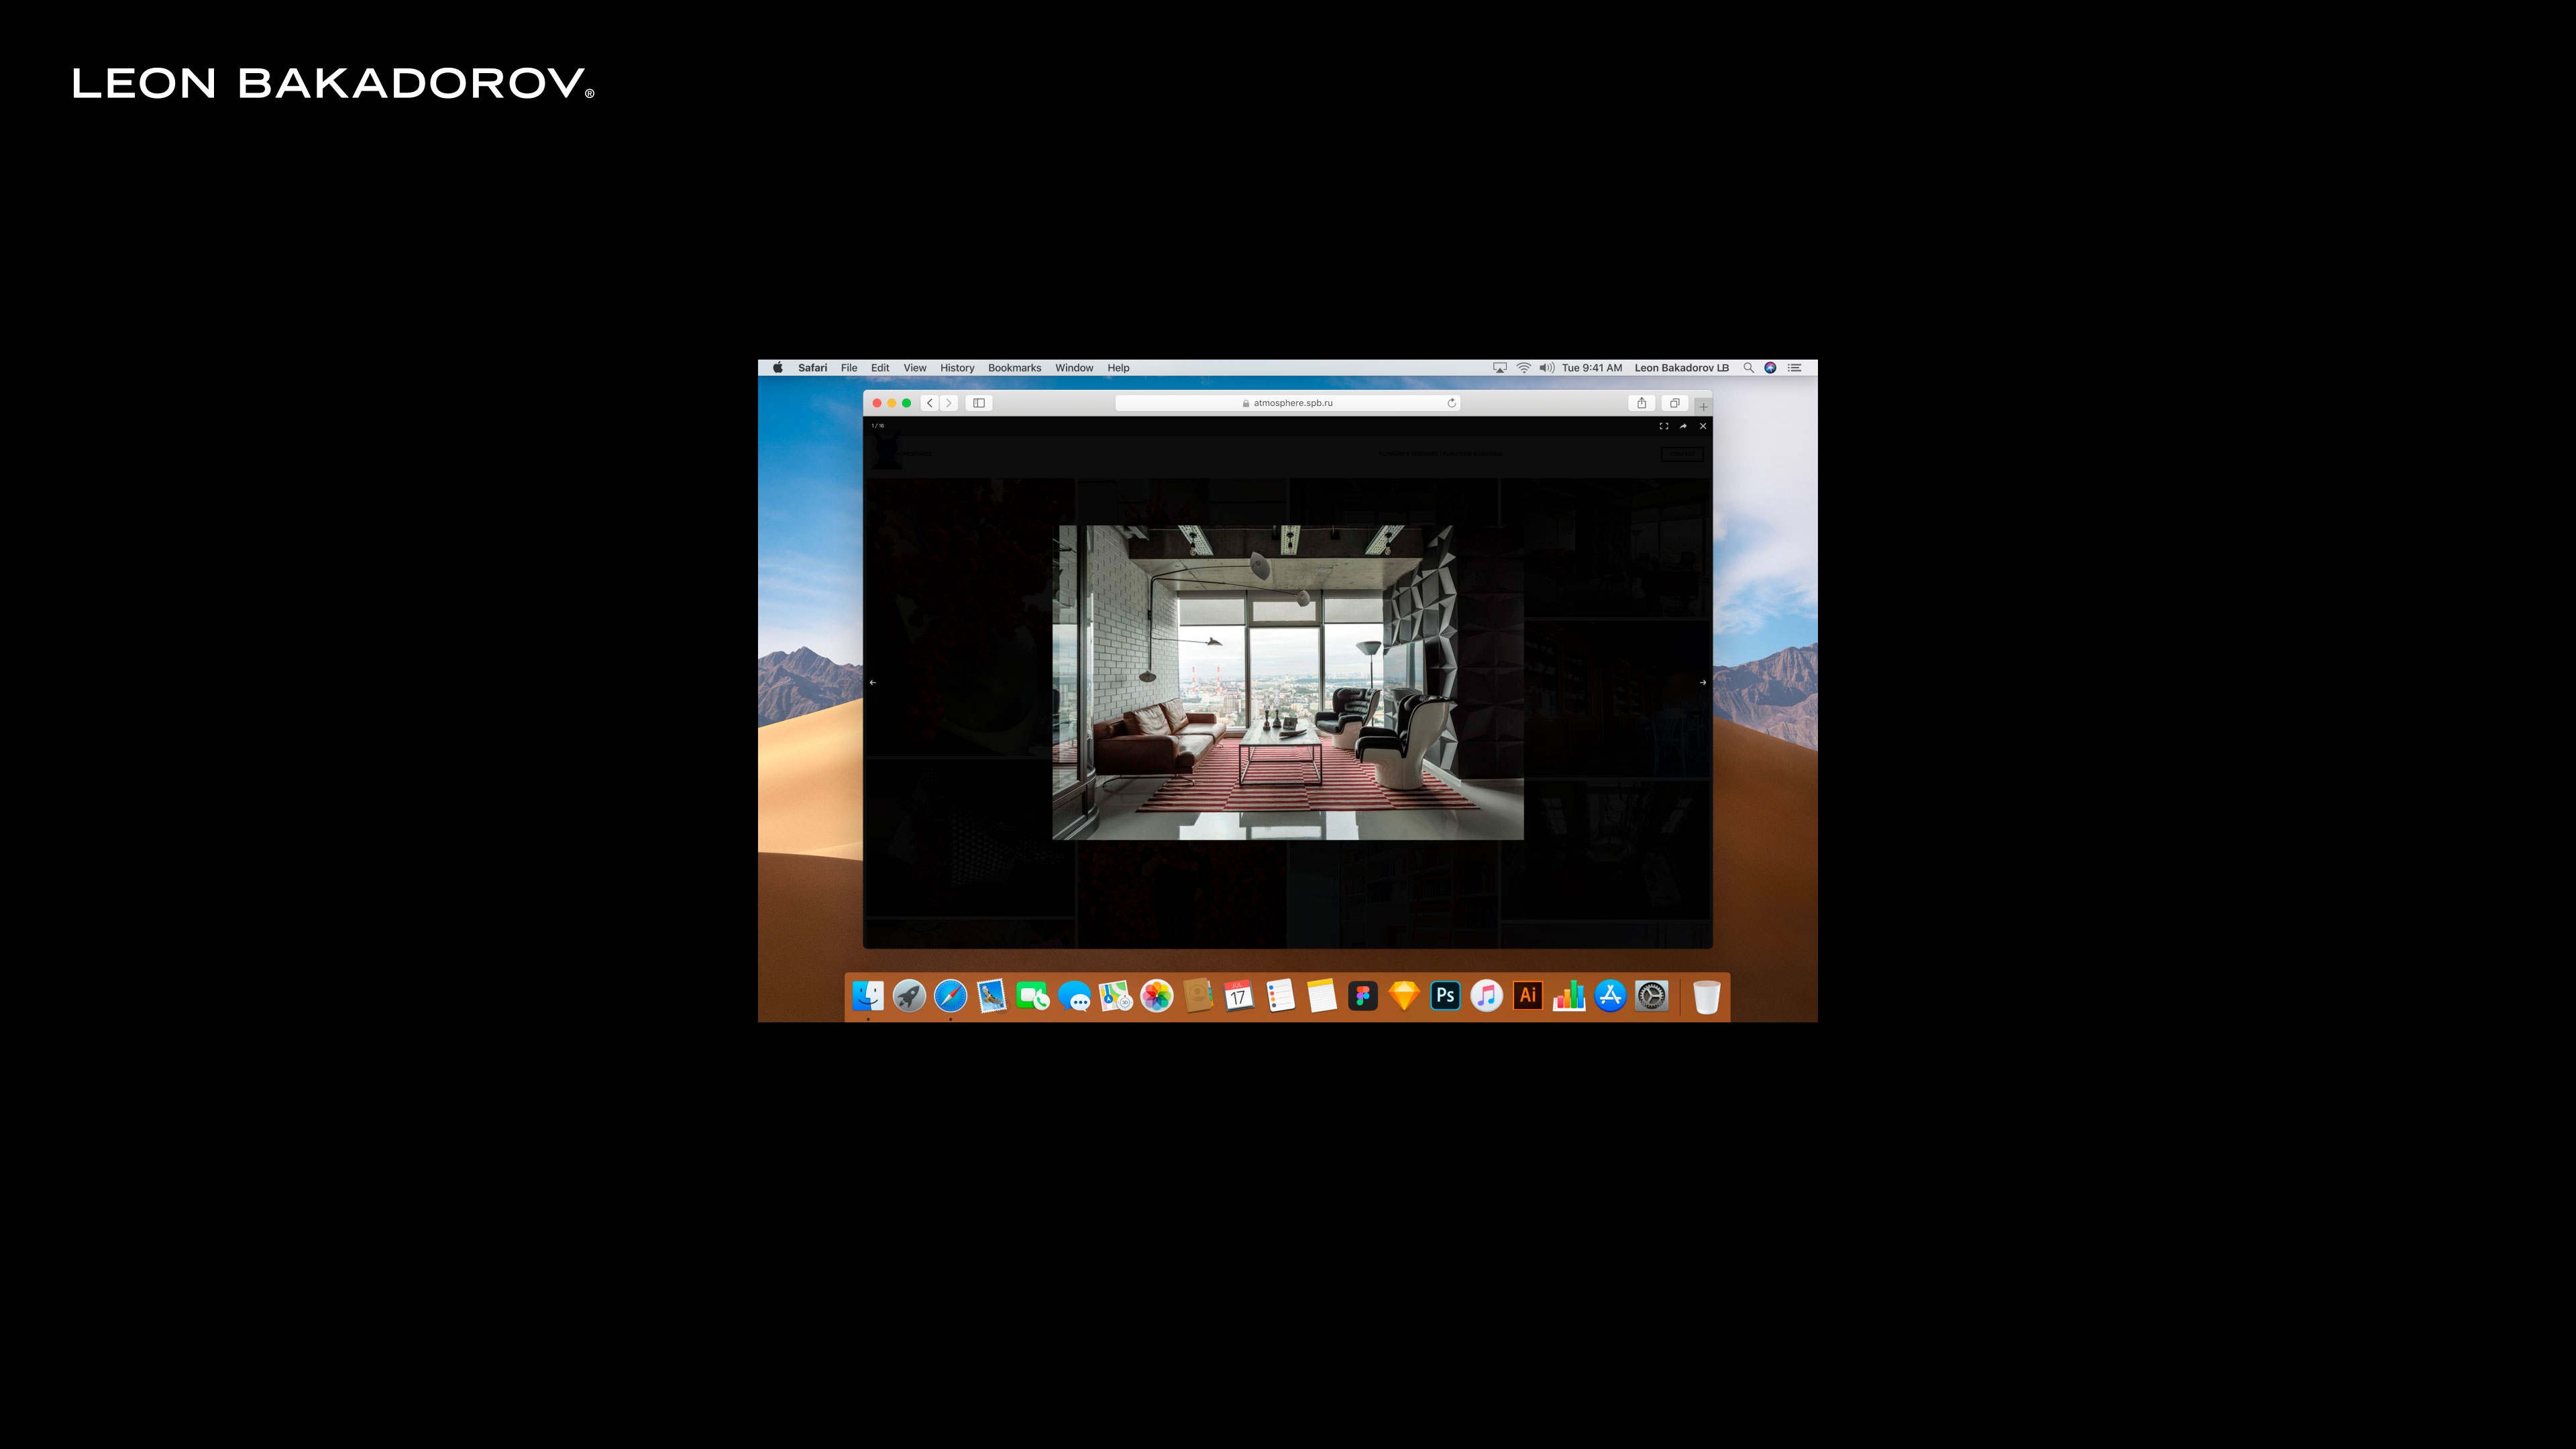 LEON BAKADOROV®
Safari File Edit View History Bookmarks Window Help Tue 9:41 AM Leon Bakadorov LB
atmosphere.spb.ru
1 / 16
JUL
17
Ps
Ai